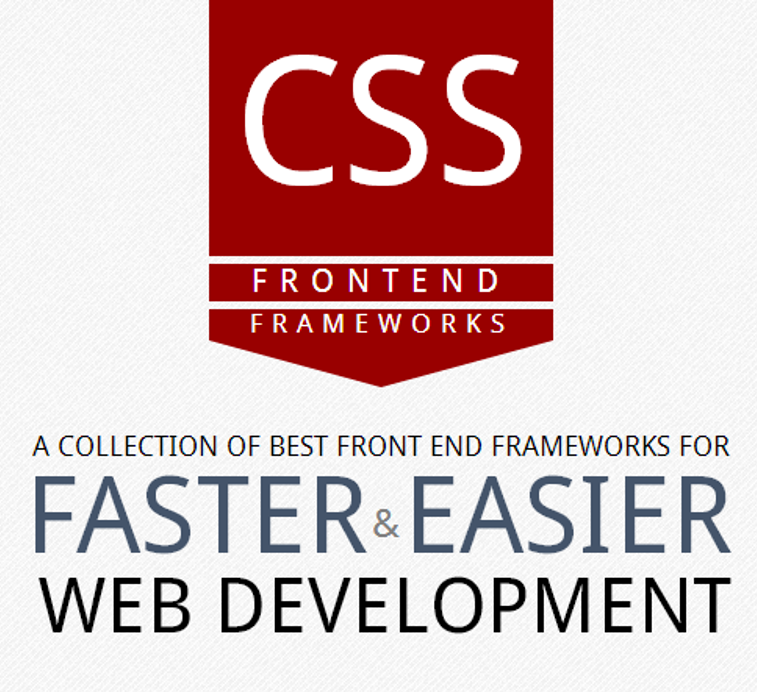 CSS
FRONTEND
FRAMEWORKS
A COLLECTION OF BEST FRONT END FRAMEWORKS FOR
FASTER & EASIER
WEB DEVELOPMENT